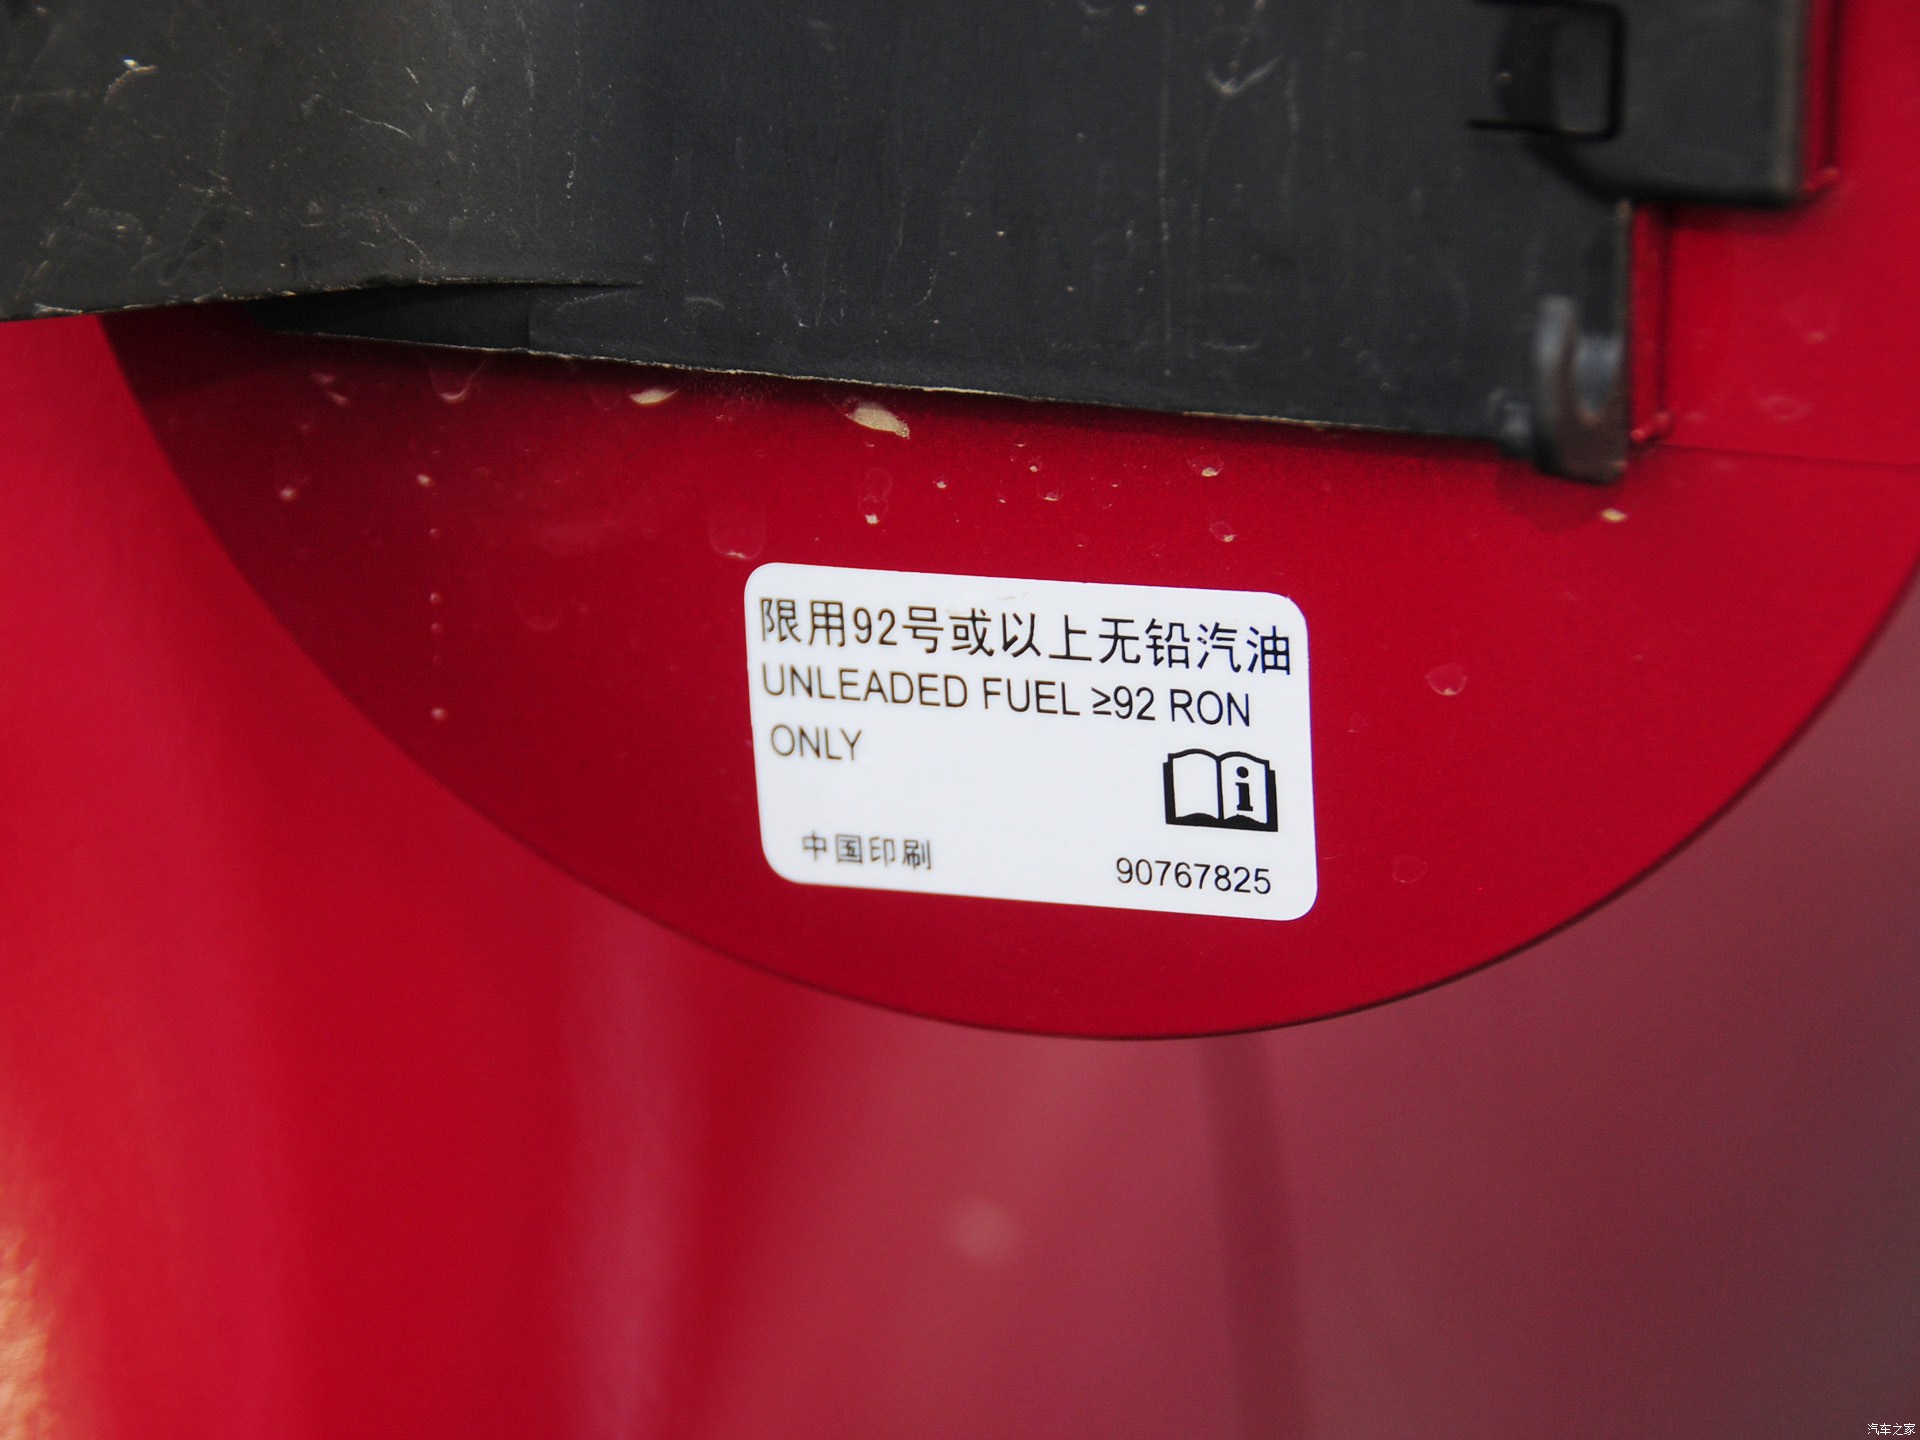 限用92号或以上无铅汽油
UNLEADED FUEL ≥92 RON
ONLY
中国印刷
90767825
汽车之家